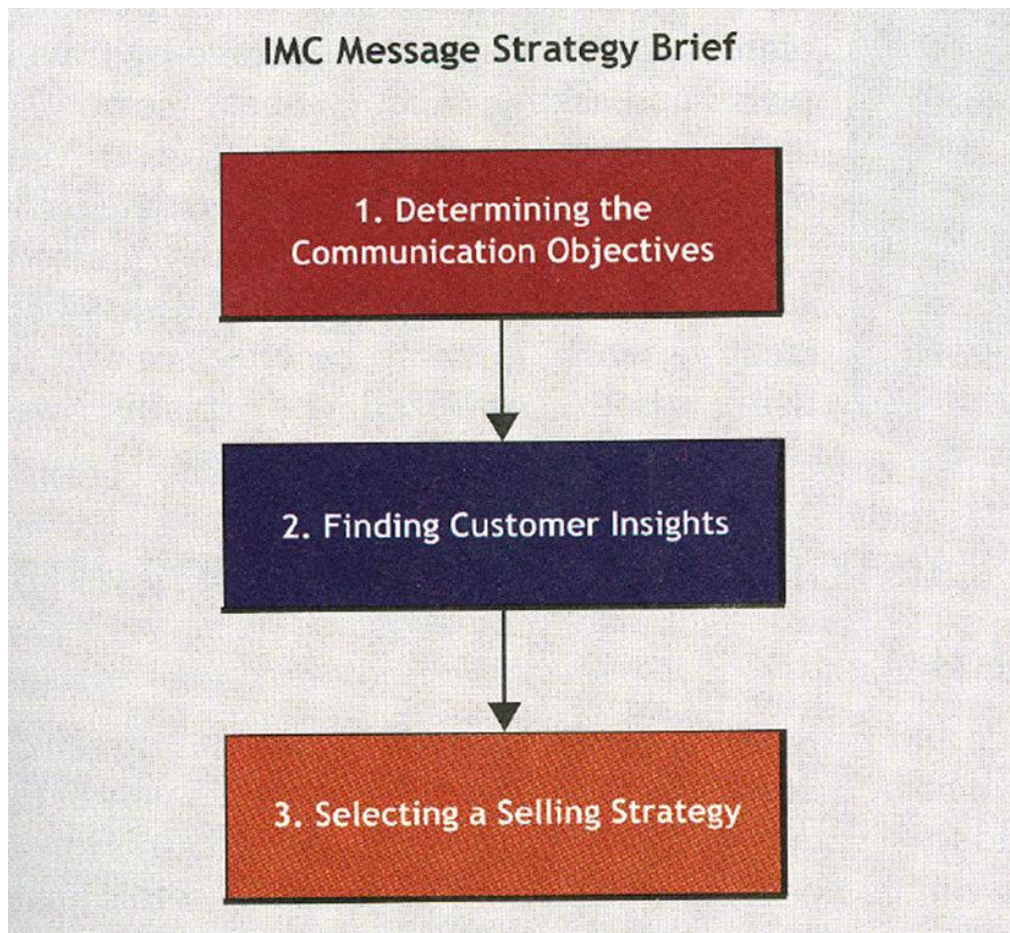 IMC Message Strategy Brief
1. Determining the
Communication Objectives
2. Finding Customer Insights
3. Selecting a Selling Strategy